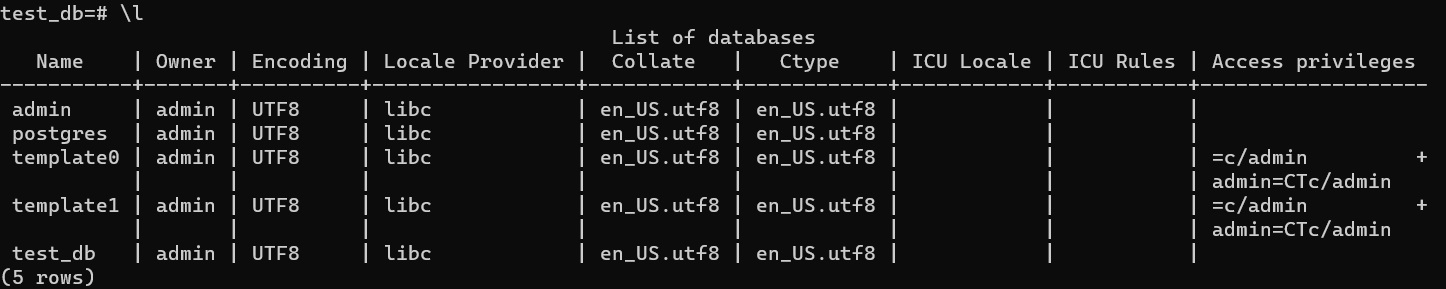 test_db=# \l
                                                   List of databases
   Name    | Owner | Encoding | Locale Provider |  Collate   |   Ctype    | ICU Locale | ICU Rules | Access privileges
-----------+-------+----------+-----------------+------------+------------+------------+-----------+-------------------
 admin     | admin | UTF8     | libc            | en_US.utf8 | en_US.utf8 |            |           |
 postgres  | admin | UTF8     | libc            | en_US.utf8 | en_US.utf8 |            |           |
 template0 | admin | UTF8     | libc            | en_US.utf8 | en_US.utf8 |            |           | =c/admin         +
           |       |          |                 |            |            |            |           | admin=CTc/admin
 template1 | admin | UTF8     | libc            | en_US.utf8 | en_US.utf8 |            |           | =c/admin         +
           |       |          |                 |            |            |            |           | admin=CTc/admin
 test_db   | admin | UTF8     | libc            | en_US.utf8 | en_US.utf8 |            |           |
(5 rows)